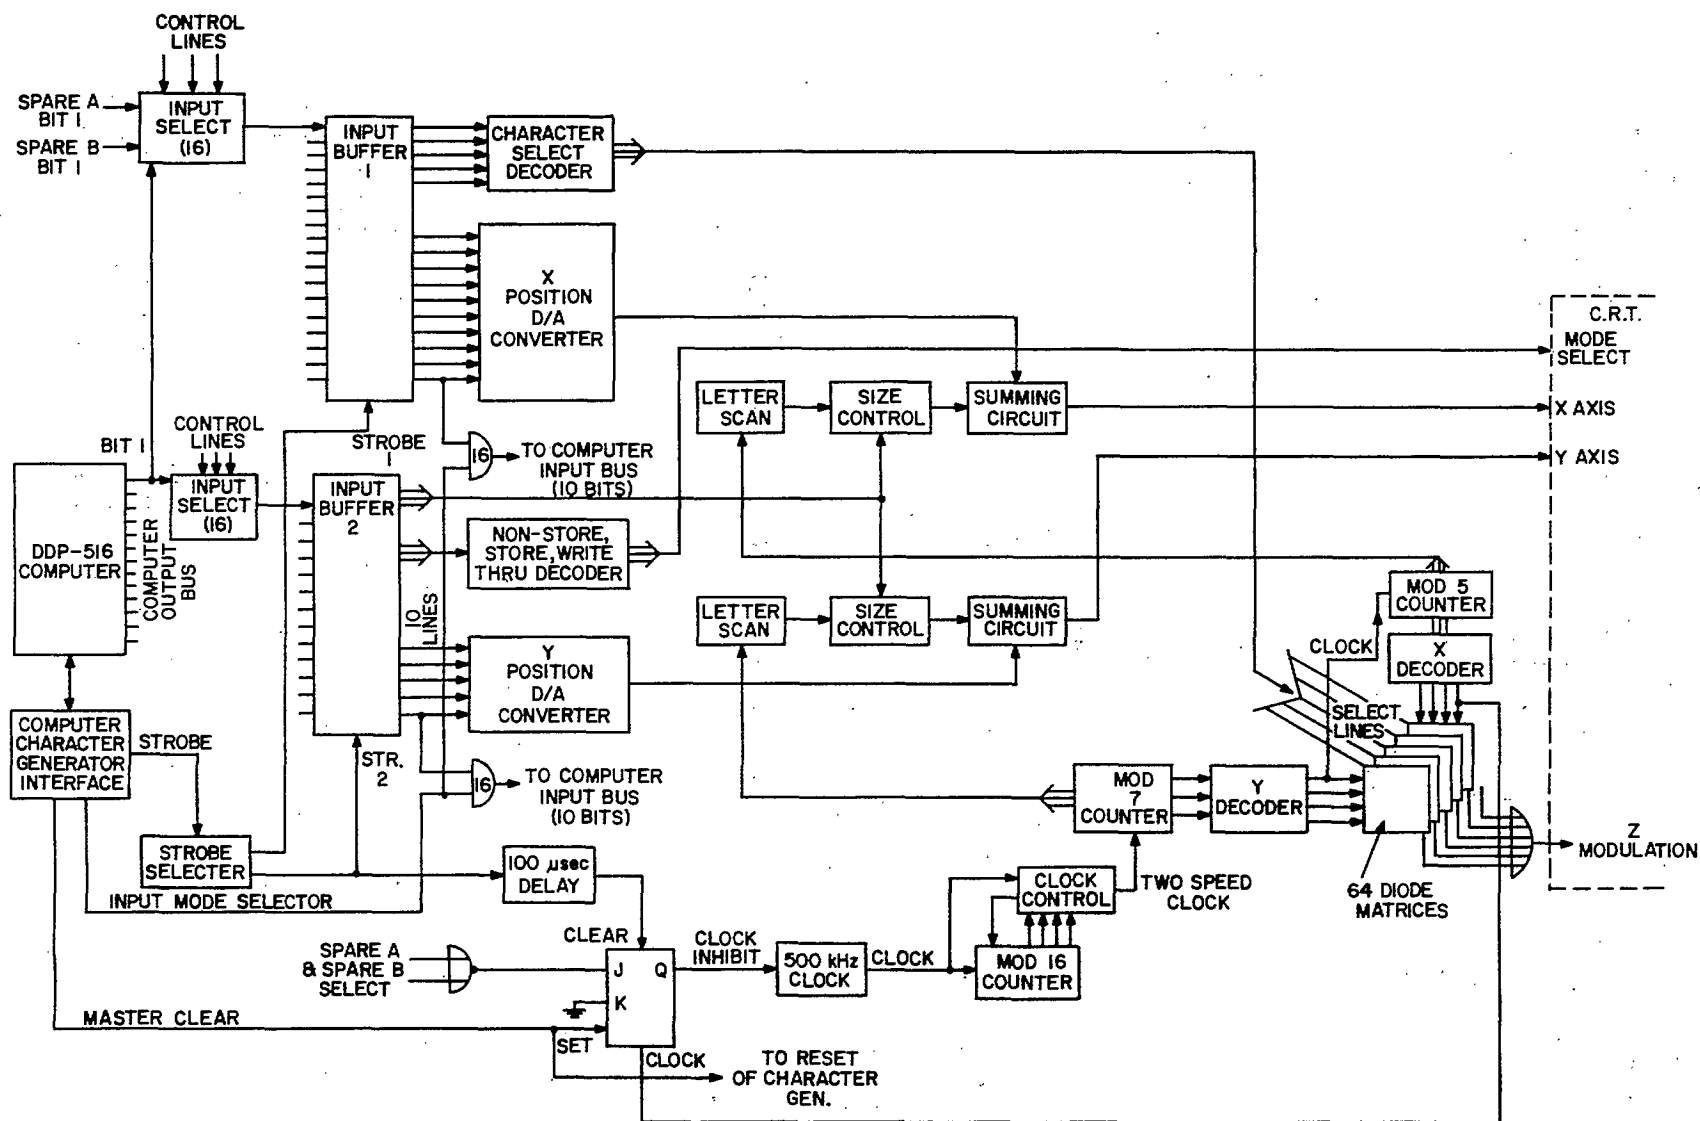 CONTROL
LINES
SPARE A
BIT 1
SPARE B
BIT 1
INPUT
SELECT
(16)
INPUT
BUFFER
1
CHARACTER
SELECT
DECODER
X
POSITION
D/A
CONVERTER
C.R.T.
MODE
SELECT
LETTER
SCAN
SIZE
CONTROL
SUMMING
CIRCUIT
X AXIS
BIT 1
CONTROL
LINES
STROBE
1
16
TO COMPUTER
INPUT BUS
(10 BITS)
Y AXIS
DDP-516
COMPUTER
COMPUTER
OUTPUT
BUS
INPUT
SELECT
(16)
INPUT
BUFFER
2
NON-STORE,
STORE, WRITE
THRU DECODER
10
LINES
LETTER
SCAN
SIZE
CONTROL
SUMMING
CIRCUIT
MOD 5
COUNTER
CLOCK
X
DECODER
Y
POSITION
D/A
CONVERTER
SELECT
LINES
COMPUTER
CHARACTER
GENERATOR
INTERFACE
STROBE
STR.
2
16
TO COMPUTER
INPUT BUS
(10 BITS)
MOD
7
COUNTER
Y
DECODER
Z
MODULATION
STROBE
SELECTER
100 µsec
DELAY
INPUT MODE SELECTOR
CLOCK
CONTROL
TWO SPEED
CLOCK
64 DIODE
MATRICES
CLEAR
SPARE A
& SPARE B
SELECT
J
Q
K
CLOCK
INHIBIT
500 kHz
CLOCK
CLOCK
MOD 16
COUNTER
MASTER CLEAR
SET
CLOCK
TO RESET
OF CHARACTER
GEN.